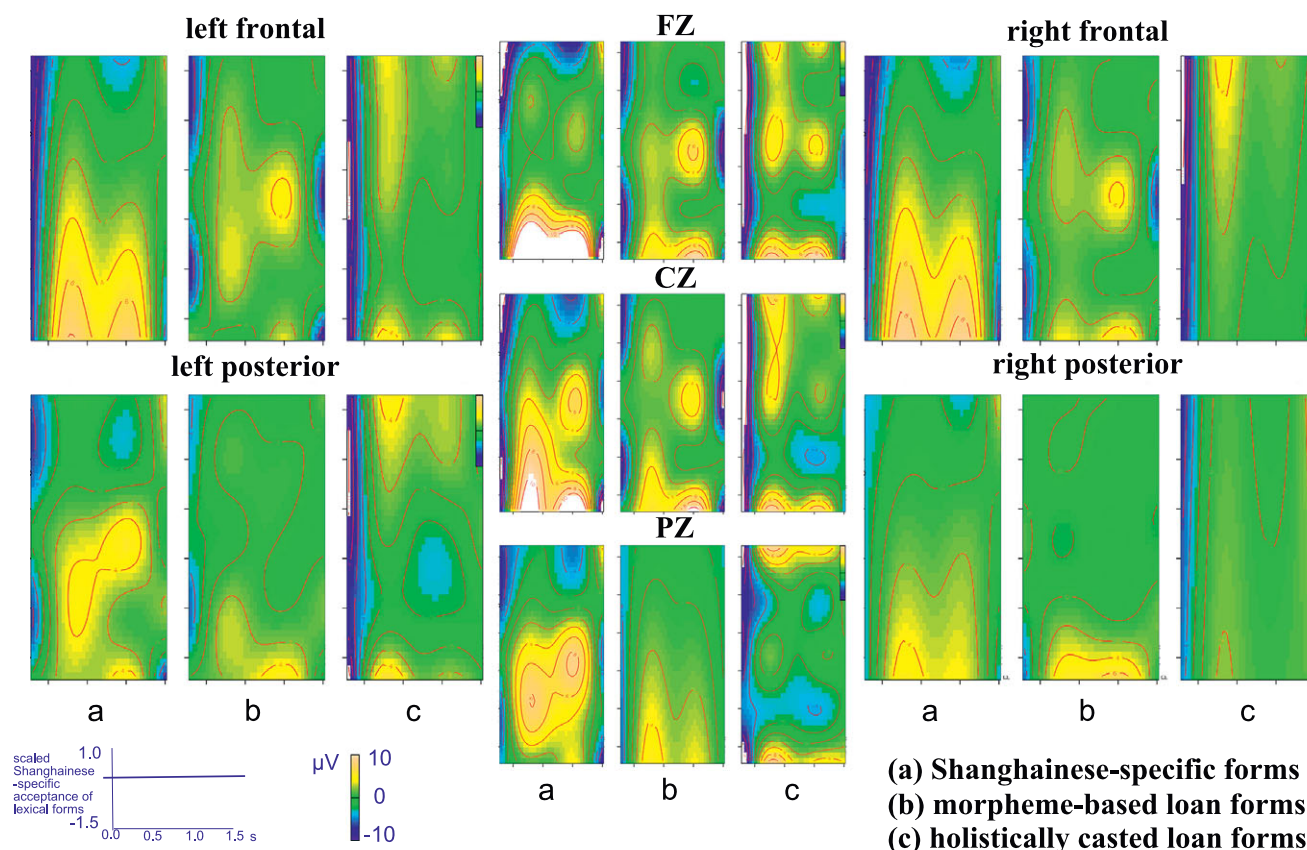 left frontal
FZ
right frontal
CZ
left posterior
right posterior
PZ
a
b
c
a
b
c
a
b
c
scaled
Shanghainese
-specific
acceptance of
lexical forms
1.0
-1.5
0.0
0.5
1.0
1.5 s
µV
10
0
-10
(a) Shanghainese-specific forms
(b) morpheme-based loan forms
(c) holistically casted loan forms